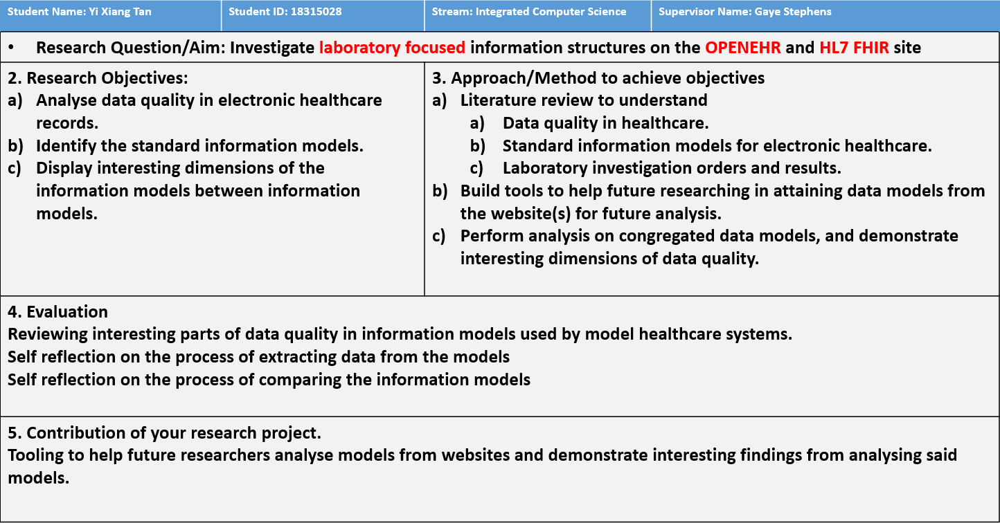 Student Name: Yi Xiang Tan
Student ID: 18315028
Stream: Integrated Computer Science
Supervisor Name: Gaye Stephens
• Research Question/Aim: Investigate laboratory focused information structures on the OPENEHR and HL7 FHIR site
2. Research Objectives:
a) Analyse data quality in electronic healthcare
records.
b) Identify the standard information models.
c) Display interesting dimensions of the
information models between information
models.
3. Approach/Method to achieve objectives
a) Literature review to understand
a) Data quality in healthcare.
b) Standard information models for electronic healthcare.
c) Laboratory investigation orders and results.
b) Build tools to help future researching in attaining data models from
the website(s) for future analysis.
c) Perform analysis on congregated data models, and demonstrate
interesting dimensions of data quality.
4. Evaluation
Reviewing interesting parts of data quality in information models used by model healthcare systems.
Self reflection on the process of extracting data from the models
Self reflection on the process of comparing the information models
5. Contribution of your research project.
Tooling to help future researchers analyse models from websites and demonstrate interesting findings from analysing said
models.